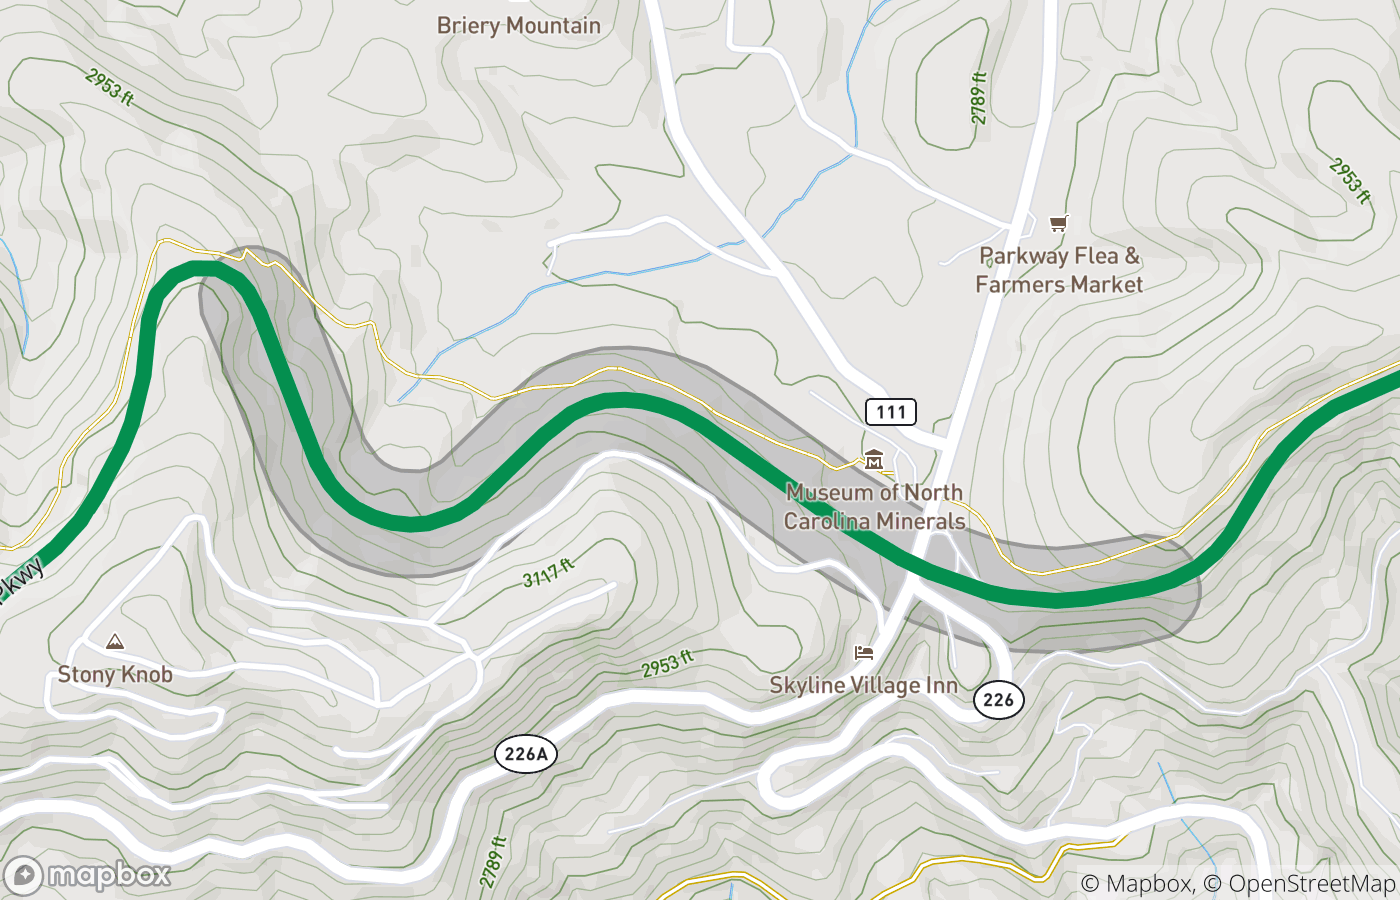 Briery Mountain
2953 ft
2789 ft
2953 ft
Parkway Flea &
Farmers Market
111
Museum of North
Carolina Minerals
Pkwy
3117 ft
2953 ft
Stony Knob
Skyline Village Inn
226
226A
2789 ft
mapbox
© Mapbox, © OpenStreetMap